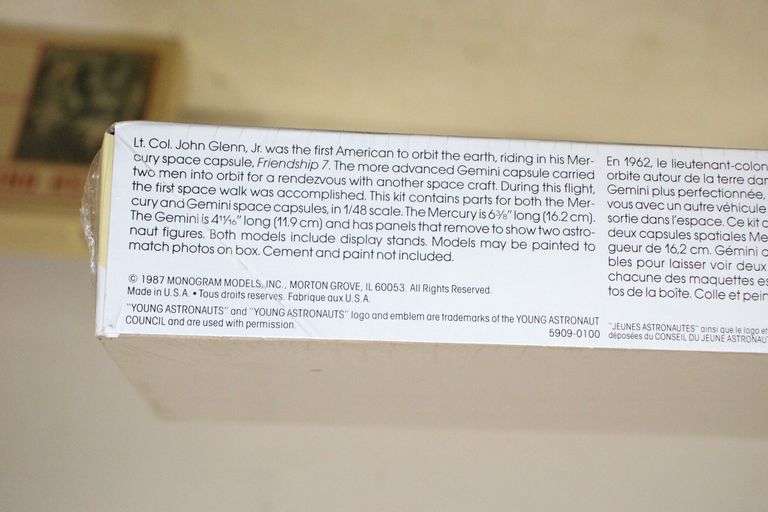 Lt. Col. John Glenn, Jr. was the first American to orbit the earth, riding in his Mer-
cury space capsule, Friendship 7. The more advanced Gemini capsule carried
two men into orbit for a rendezvous with another space craft. During this flight,
the first space walk was accomplished. This kit contains parts for both the Mer-
cury and Gemini space capsules, in 1/48 scale. The Mercury is 6⅜" long (16.2 cm).
The Gemini is 4¹¹⁄₁₆" long (11.9 cm) and has panels that remove to show two astro-
naut figures. Both models include display stands. Models may be painted to
match photos on box. Cement and paint not included.
© 1987 MONOGRAM MODELS, INC., MORTON GROVE, IL 60053. All Rights Reserved.
Made in U.S.A. • Tous droits reservés. Fabrique aux U.S.A.
"YOUNG ASTRONAUTS" and "YOUNG ASTRONAUTS" logo and emblem are trademarks of the YOUNG ASTRONAUT
COUNCIL and are used with permission.
5909-0100
En 1962, le lieutenant-colon
orbite autour de la terre dar
Gemini plus perfectionnée,
vous avec un autre véhicule
sortie dans l'espace. Ce kit c
deux capsules spatiales Me
gueur de 16,2 cm. Gémini c
bles pour laisser voir deux
chacune des maquettes es
tos de la boîte. Colle et pein
"JEUNES ASTRONAUTES" ainsi que le logo et
déposées du CONSEIL DU JEUNE ASTRONAUT